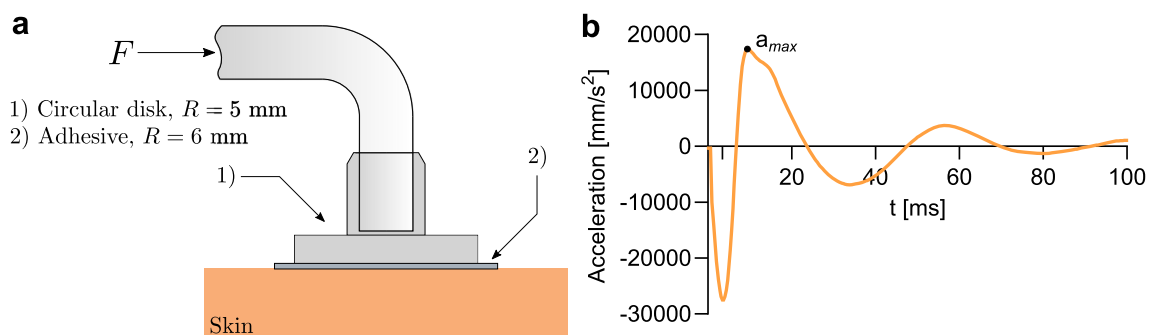 a
F
1) Circular disk, R = 5 mm
2) Adhesive, R = 6 mm
1)
2)
Skin
b
20000
10000
0
-10000
-20000
-30000
Acceleration [mm/s²]
a_max
20
40
60
80
100
t [ms]